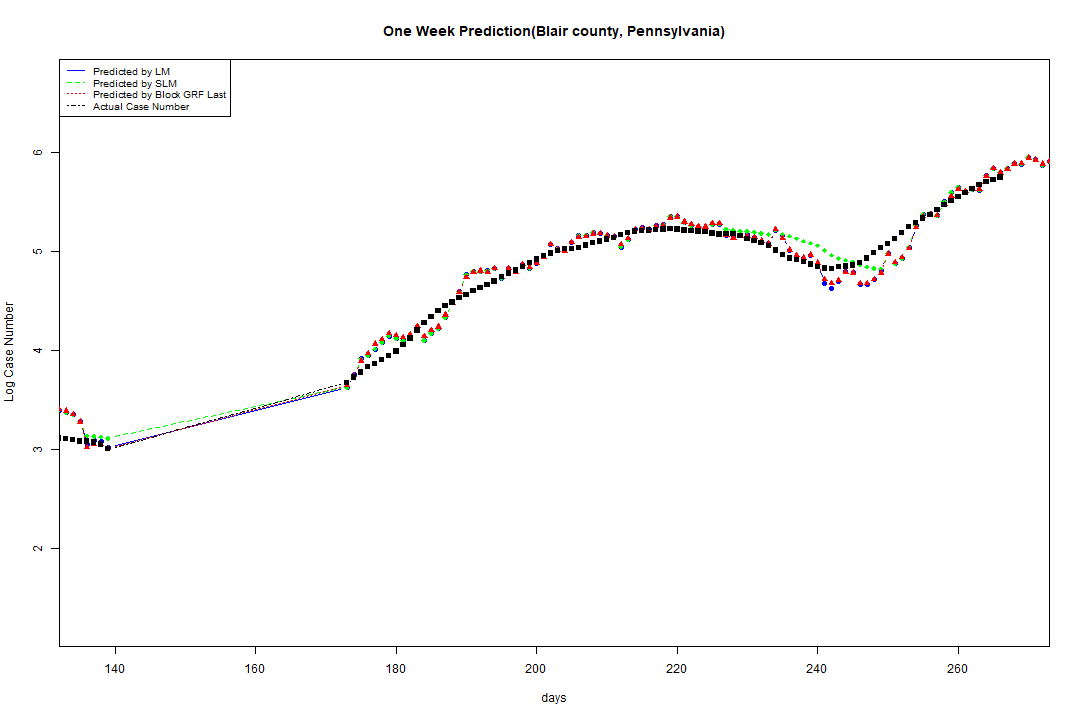 One Week Prediction(Blair county, Pennsylvania)
Predicted by LM
Predicted by SLM
Predicted by Block GRF Last
Actual Case Number
6
5
4
3
2
Log Case Number
140 160 180 200 220 240 260
days